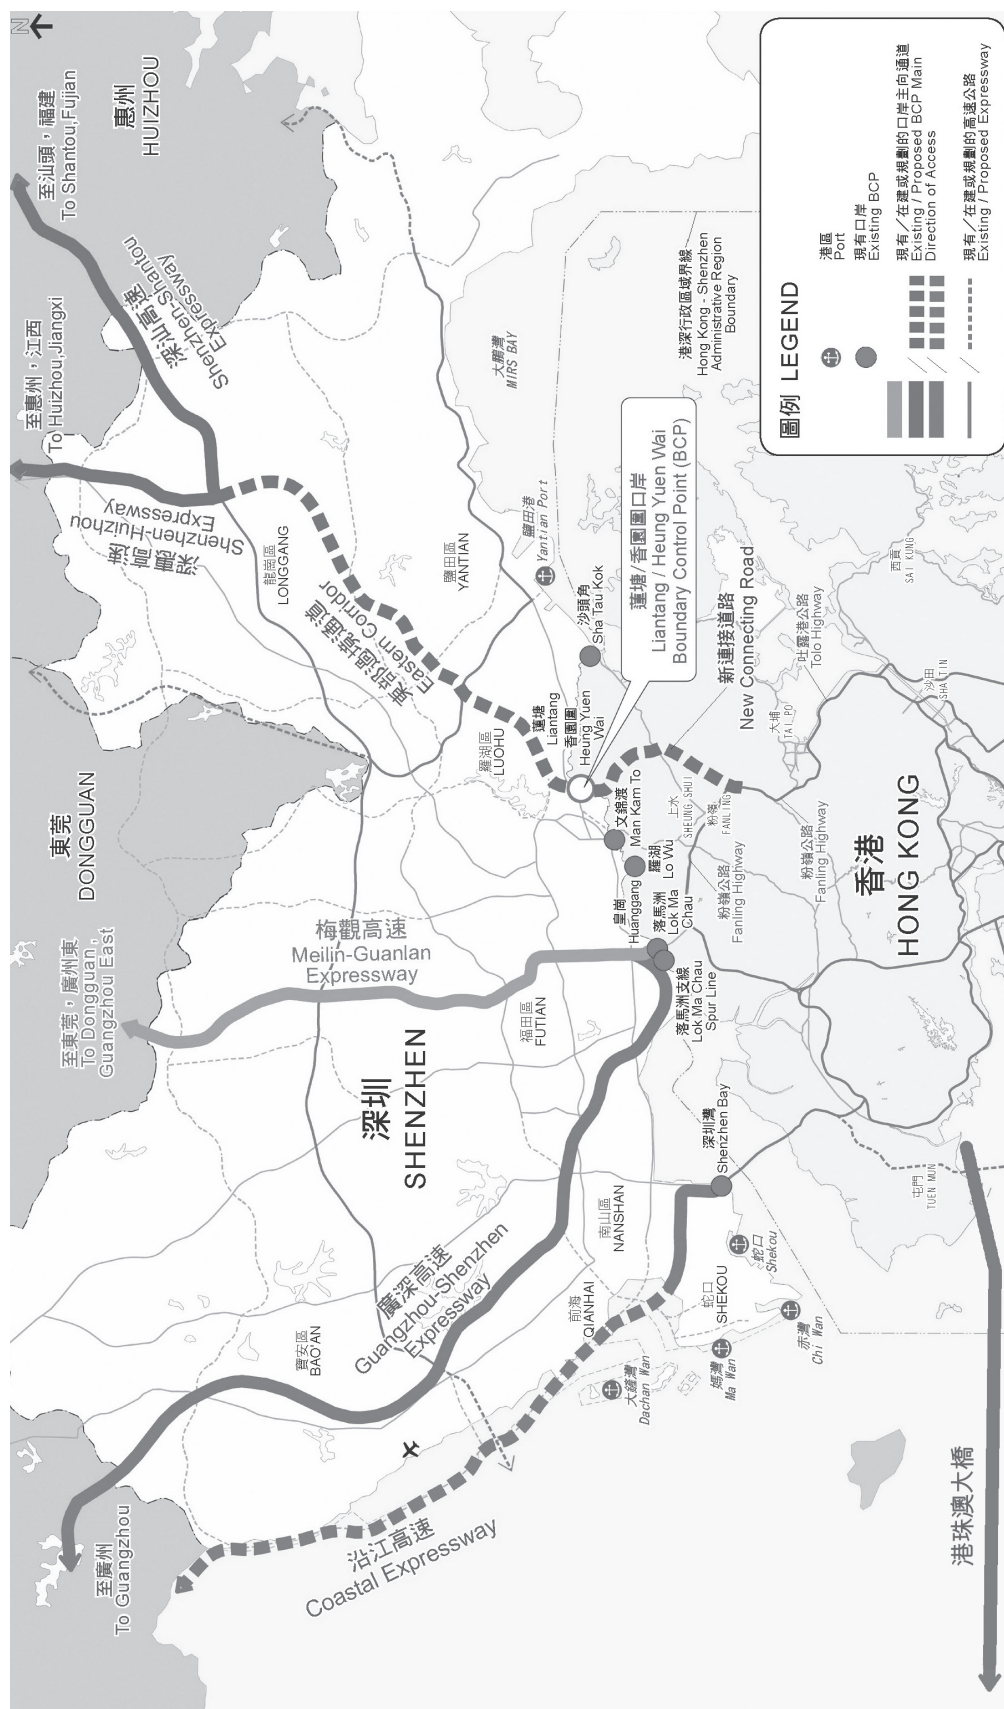 N
至汕頭，福建
To Shantou,Fujian
惠州
HUIZHOU
至惠州，江西
To Huizhou,Jiangxi
深汕高速
Shenzhen-Shantou
Expressway
深惠高速
Shenzhen-Huizhou
Expressway
龍崗區
LONGGANG
東部過境通道
Eastern Corridor
鹽田區
YANTIAN
大鵬灣
MIRS BAY
鹽田港
Yantian Port
沙頭角
Sha Tau Kok
港深行政區域界線
Hong Kong - Shenzhen
Administrative Region
Boundary
蓮塘/香園圍口岸
Liantang / Heung Yuen Wai
Boundary Control Point (BCP)
東莞
DONGGUAN
羅湖區
LUOHU
蓮塘
Liantang
香園圍
Heung Yuen
Wai
文錦渡
Man Kam To
羅湖
Lo Wu
皇崗
Huanggang
落馬洲
Lok Ma
Chau
落馬洲支線
Lok Ma Chau
Spur Line
上水
SHEUNG SHUI
粉嶺
FANLING
新連接道路
New Connecting Road
大埔
TAI PO
吐露港公路
Tolo Highway
西貢
SAI KUNG
沙田
SHA TIN
粉嶺公路
Fanling Highway
粉嶺公路
Fanling Highway
香港
HONG KONG
至東莞，廣州東
To Dongguan,
Guangzhou East
梅觀高速
Meilin-Guanlan
Expressway
福田區
FUTIAN
深圳
SHENZHEN
深圳灣
Shenzhen Bay
屯門
TUEN MUN
南山區
NANSHAN
前海
QIANHAI
蛇口
SHEKOU
蛇口
Shekou
赤灣
Chi Wan
媽灣
Ma Wan
大鏟灣
Dachan Wan
寶安區
BAO'AN
廣深高速
Guangzhou-Shenzhen
Expressway
至廣州
To Guangzhou
沿江高速
Coastal Expressway
港珠澳大橋
圖例 LEGEND
港區
Port
現有口岸
Existing BCP
現有／在建或規劃的口岸主向通道
Existing / Proposed BCP Main
Direction of Access
現有／在建或規劃的高速公路
Existing / Proposed Expressway